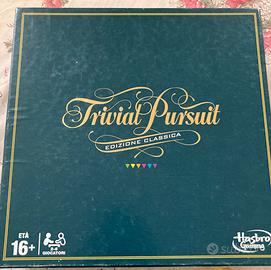 Trivial Pursuit
EDIZIONE CLASSICA
ETÀ
16+
2-6
GIOCATORI
Hasbro
Gaming